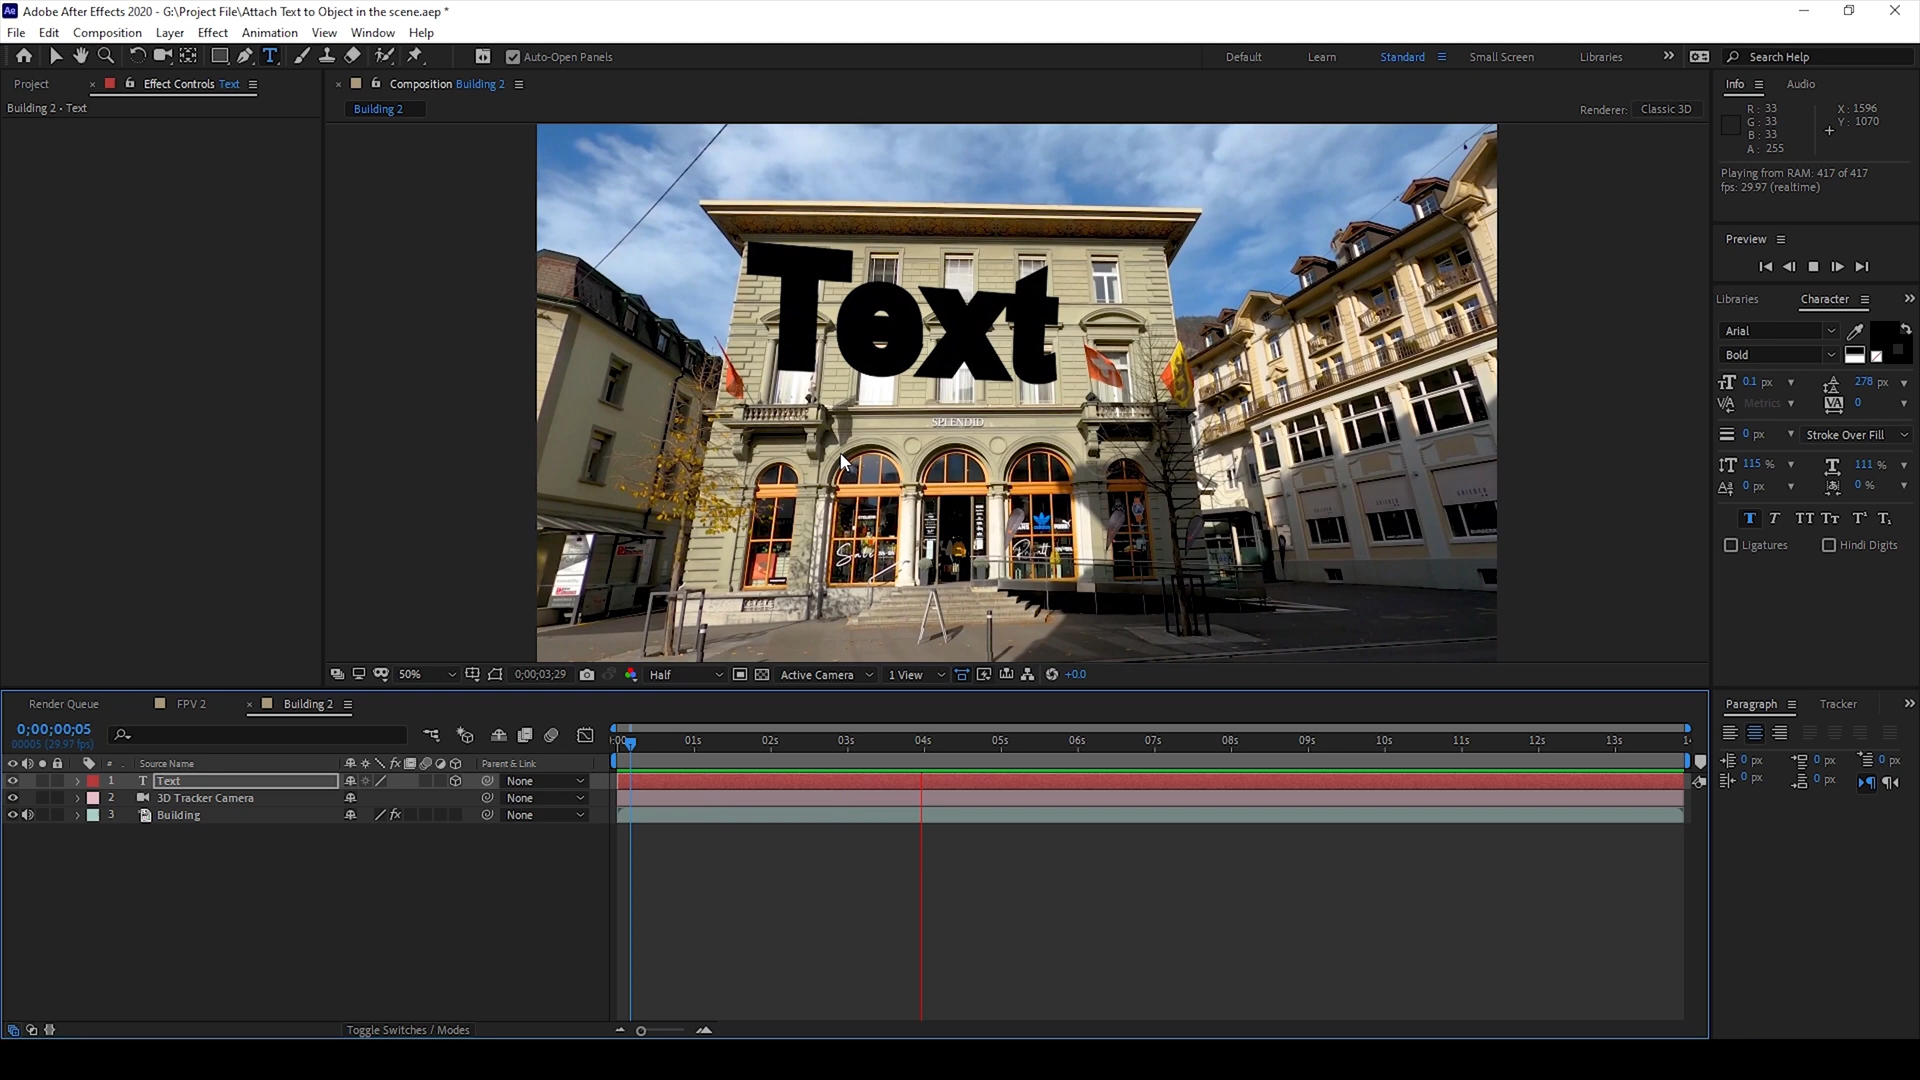 Adobe After Effects 2020 - G:\Project File\Attach Text to Object in the scene.aep *
File Edit Composition Layer Effect Animation View Window Help
Auto-Open Panels
Default Learn Standard Small Screen Libraries Search Help
Project Effect Controls Text
Composition Building 2
Info Audio
Building 2 • Text
Building 2
Renderer: Classic 3D
R: 33
G: 33
B: 33
A: 255
X: 1596
Y: 1070
Playing from RAM: 417 of 417
fps: 29.97 (realtime)
Preview
Libraries Character
Arial
Bold
0.1 px 278 px
Metrics 0
0 px Stroke Over Fill
115 % 111 %
0 px 0 %
T T TT Tт T¹ T₁
Ligatures Hindi Digits
Text
SPLENDID
50% 0;00;03;29 Half Active Camera 1 View +0.0
Render Queue FPV 2 Building 2
Paragraph Tracker
0;00;00;05
00005 (29.97 fps)
01s 02s 03s 04s 05s 06s 07s 08s 09s 10s 11s 12s 13s
# Source Name Parent & Link
1 T Text None
2 3D Tracker Camera None
3 Building None
0 px 0 px 0 px
0 px 0 px
Toggle Switches / Modes